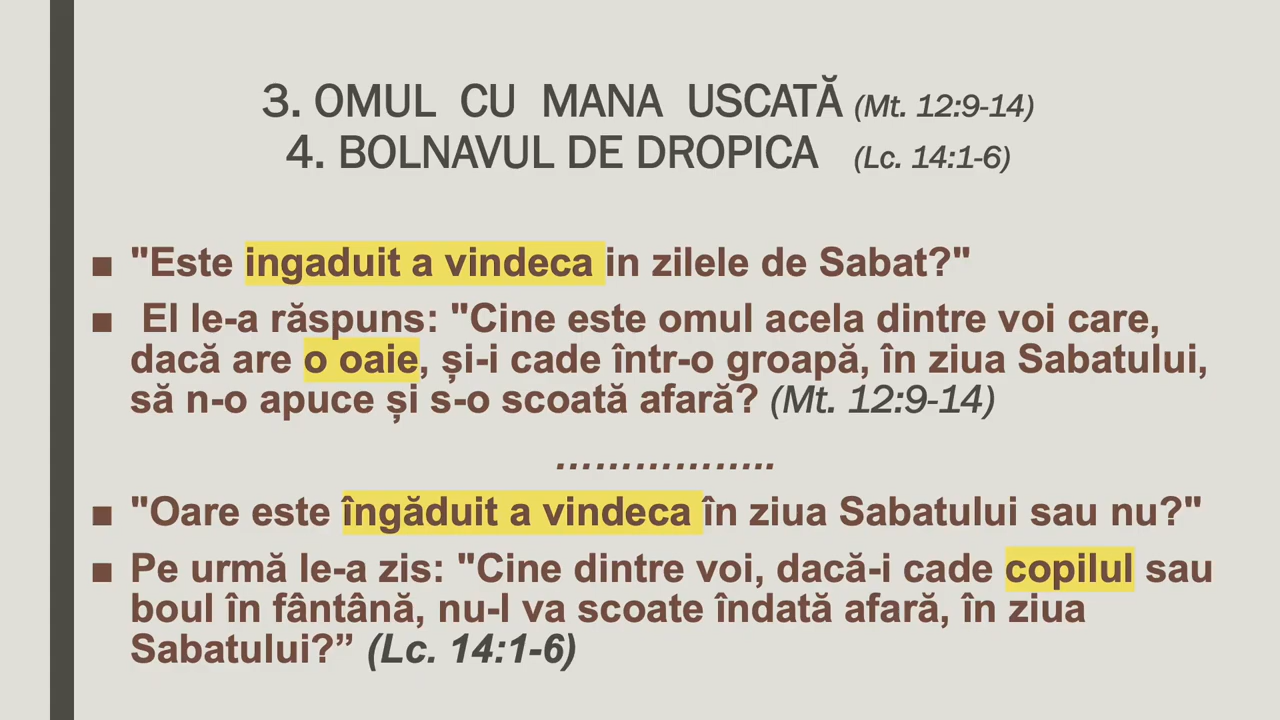 3. OMUL CU MANA USCATĂ (Mt. 12:9-14)
4. BOLNAVUL DE DROPICA (Lc. 14:1-6)
■ "Este ingaduit a vindeca in zilele de Sabat?"
■ El le-a răspuns: "Cine este omul acela dintre voi care,
dacă are o oaie, și-i cade într-o groapă, în ziua Sabatului,
să n-o apuce și s-o scoată afară? (Mt. 12:9-14)
……………..
■ "Oare este îngăduit a vindeca în ziua Sabatului sau nu?"
■ Pe urmă le-a zis: "Cine dintre voi, dacă-i cade copilul sau
boul în fântână, nu-l va scoate îndată afară, în ziua
Sabatului?” (Lc. 14:1-6)